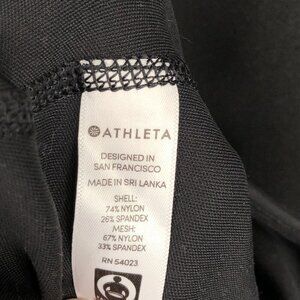 ATHLETA
DESIGNED IN
SAN FRANCISCO
MADE IN SRI LANKA
SHELL:
74% NYLON
26% SPANDEX
MESH:
67% NYLON
33% SPANDEX
RN 54023